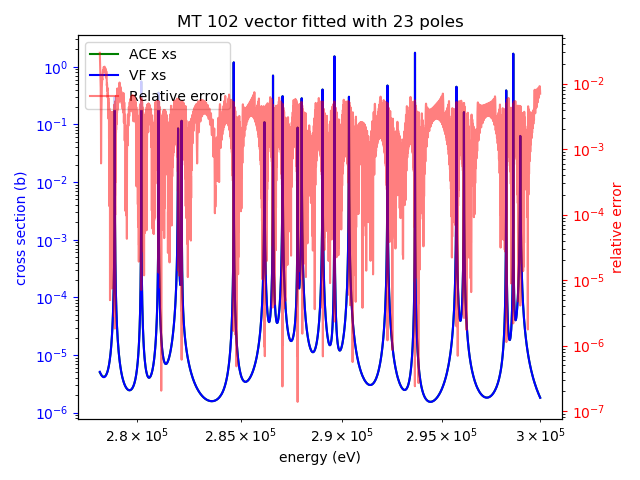 MT 102 vector fitted with 23 poles
ACE xs
VF xs
Relative error
10⁰
10⁻¹
10⁻²
10⁻³
10⁻⁴
10⁻⁵
10⁻⁶
cross section (b)
10⁻²
10⁻³
10⁻⁴
10⁻⁵
10⁻⁶
10⁻⁷
relative error
2.8 × 10⁵ 2.85 × 10⁵ 2.9 × 10⁵ 2.95 × 10⁵ 3 × 10⁵
energy (eV)